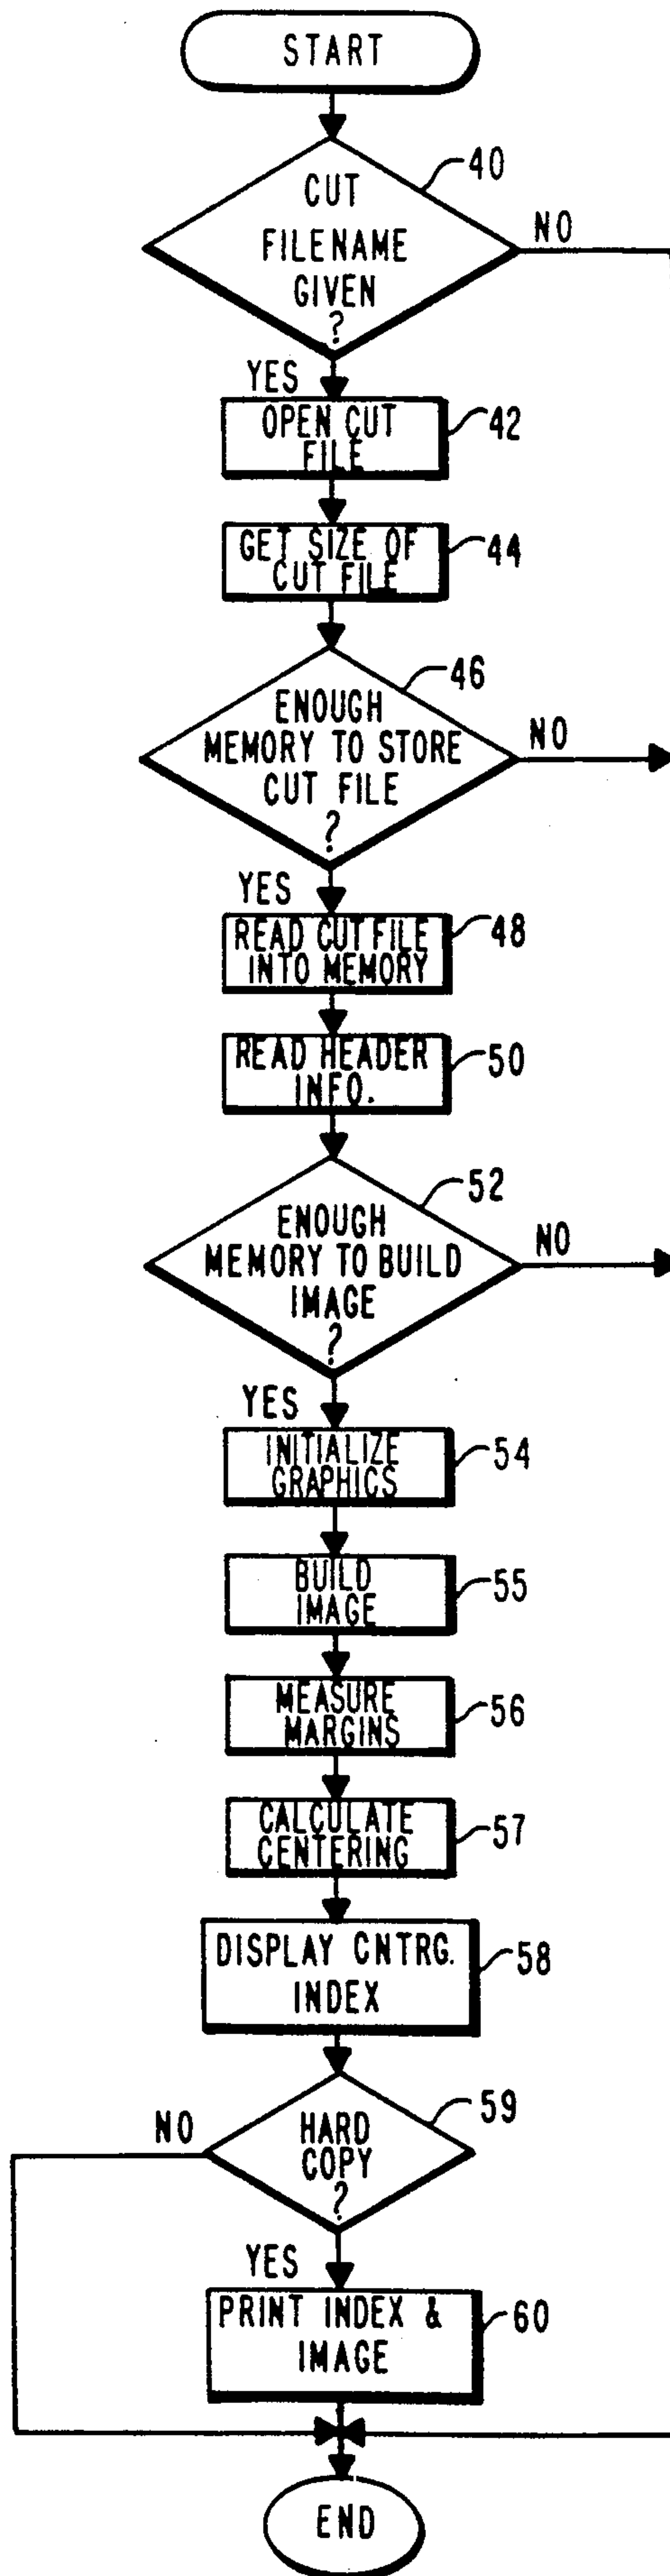 START
40
CUT
FILENAME
GIVEN
?
NO
YES
OPEN CUT
FILE
42
GET SIZE OF
CUT FILE
44
46
ENOUGH
MEMORY TO STORE
CUT FILE
?
NO
YES
READ CUT FILE
INTO MEMORY
48
READ HEADER
INFO.
50
52
ENOUGH
MEMORY TO BUILD
IMAGE
?
NO
YES
INITIALIZE
GRAPHICS
54
BUILD
IMAGE
55
MEASURE
MARGINS
56
CALCULATE
CENTERING
57
DISPLAY CNTRG.
INDEX
58
59
HARD
COPY
?
NO
YES
PRINT INDEX &
IMAGE
60
END